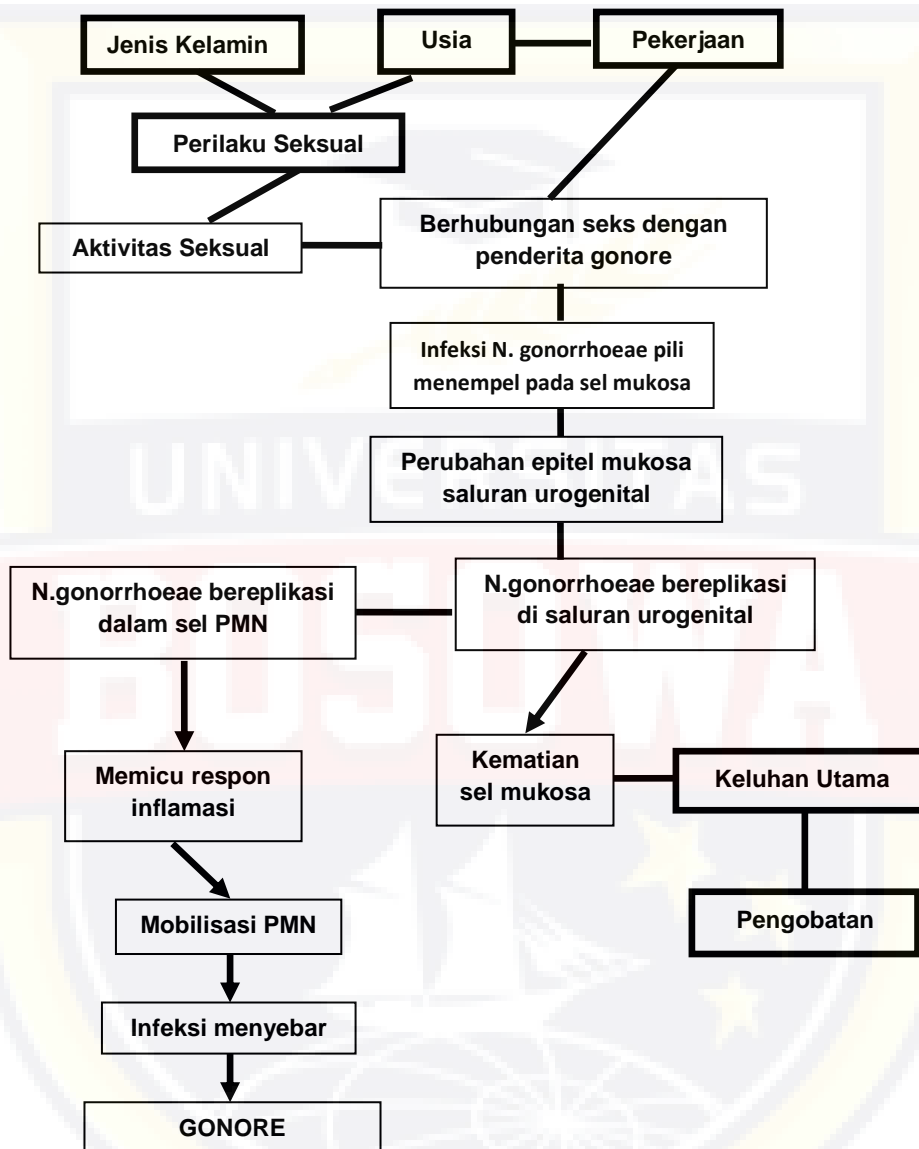 Jenis Kelamin
Usia
Pekerjaan
Perilaku Seksual
Aktivitas Seksual
Berhubungan seks dengan
penderita gonore
Infeksi N. gonorrhoeae pili
menempel pada sel mukosa
Perubahan epitel mukosa
saluran urogenital
N.gonorrhoeae bereplikasi
dalam sel PMN
N.gonorrhoeae bereplikasi
di saluran urogenital
Memicu respon
inflamasi
Kematian
sel mukosa
Keluhan Utama
Mobilisasi PMN
Pengobatan
Infeksi menyebar
GONORE
UNIVERSITAS
BOSOWA